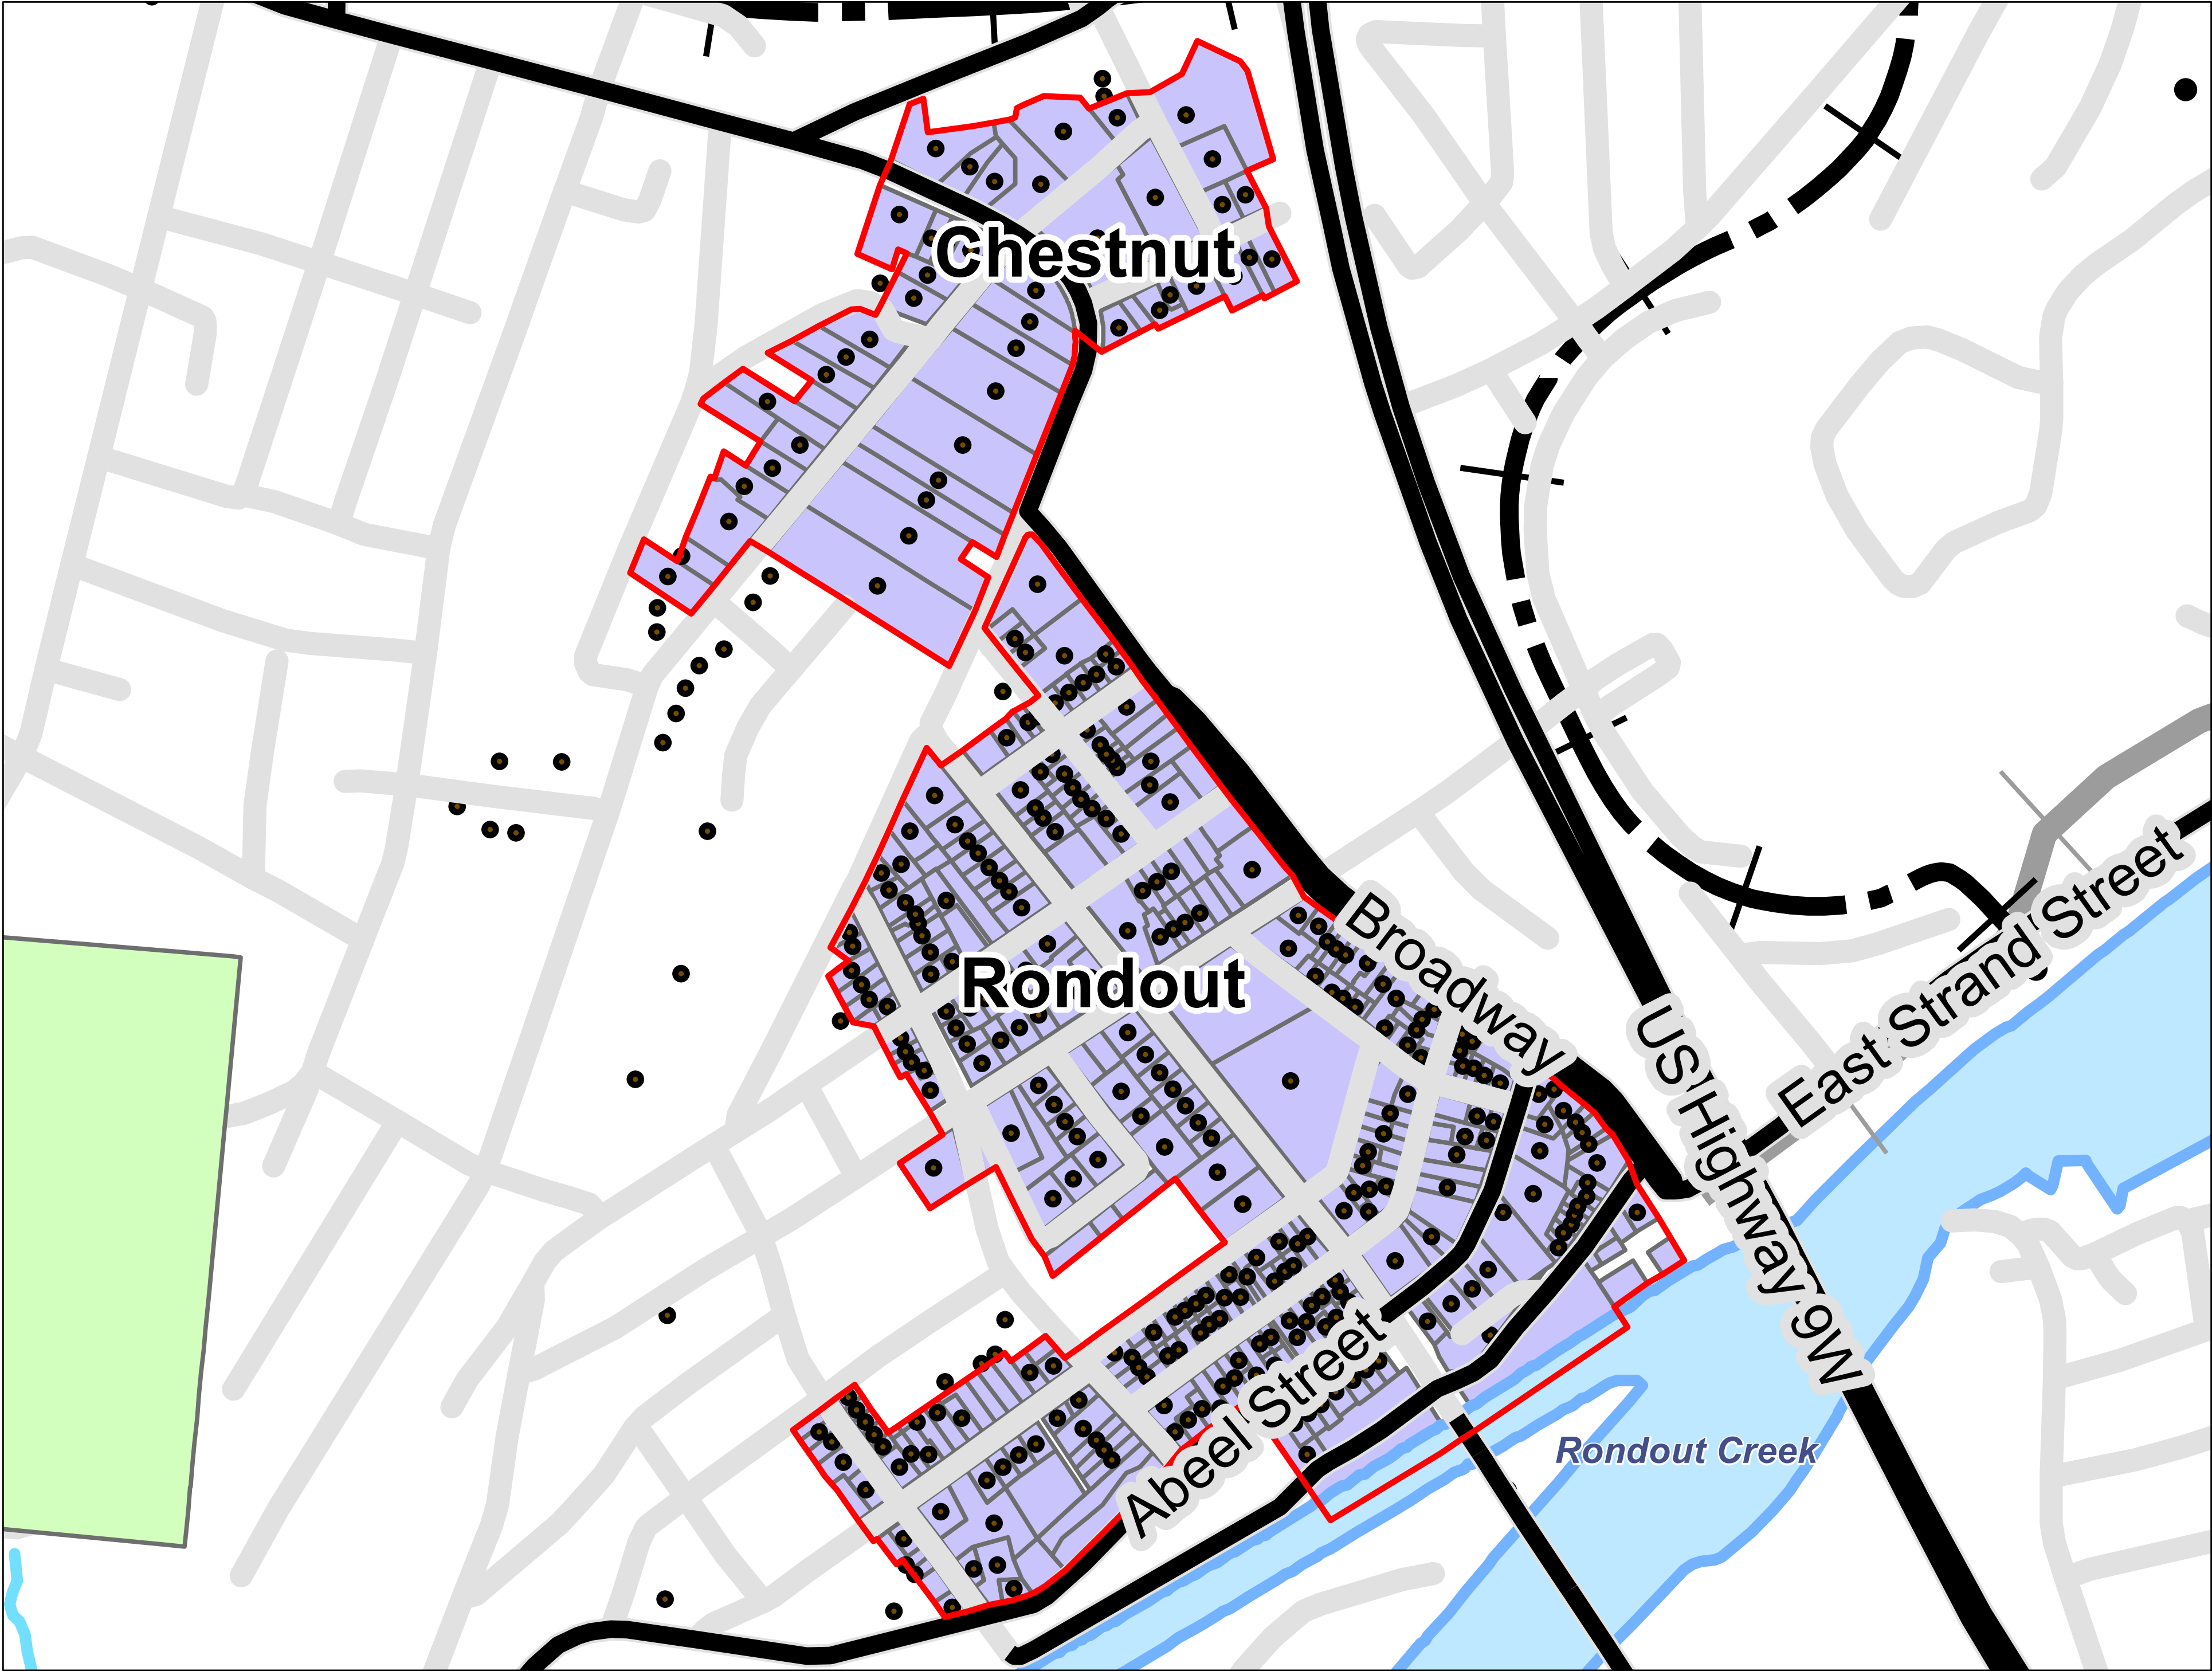 Chestnut
Rondout
Broadway
US Highway 9W
East Strand Street
Abeel Street
Rondout Creek